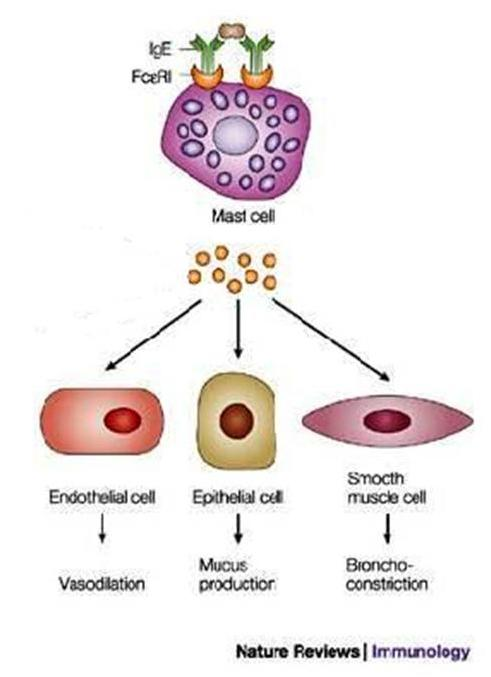 IgE
FcεRI
Mast cell
Endothelial cell
Epithelial cell
Smooth
muscle cell
Vasodilation
Mucus
production
Broncho-
constriction
Nature Reviews | Immunology